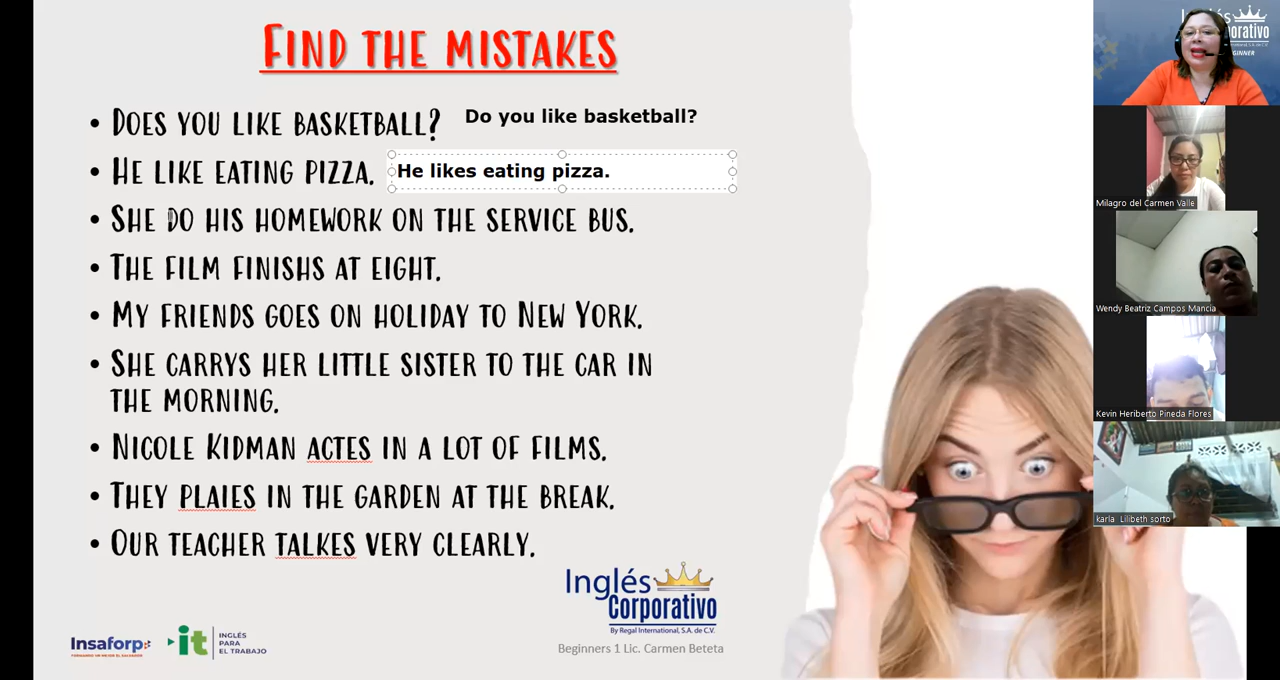 FIND THE MISTAKES
• DOES YOU LIKE BASKETBALL?
Do you like basketball?
• HE LIKE EATING PIZZA.
He likes eating pizza.
• SHE DO HIS HOMEWORK ON THE SERVICE BUS.
• THE FILM FINISHS AT EIGHT.
• MY FRIENDS GOES ON HOLIDAY TO NEW YORK.
• SHE CARRYS HER LITTLE SISTER TO THE CAR IN
THE MORNING.
• NICOLE KIDMAN ACTES IN A LOT OF FILMS.
• THEY PLAIES IN THE GARDEN AT THE BREAK.
• OUR TEACHER TALKES VERY CLEARLY.
Inglés
Corporativo
By Regal International, S.A. de C.V.
Beginners 1 Lic. Carmen Beteta
Insaforp
it
INGLÉS
PARA
EL TRABAJO
Milagro del Carmen Valle
Wendy Beatriz Campos Mancia
Kevin Heriberto Pineda Flores
karla Lilibeth sorto